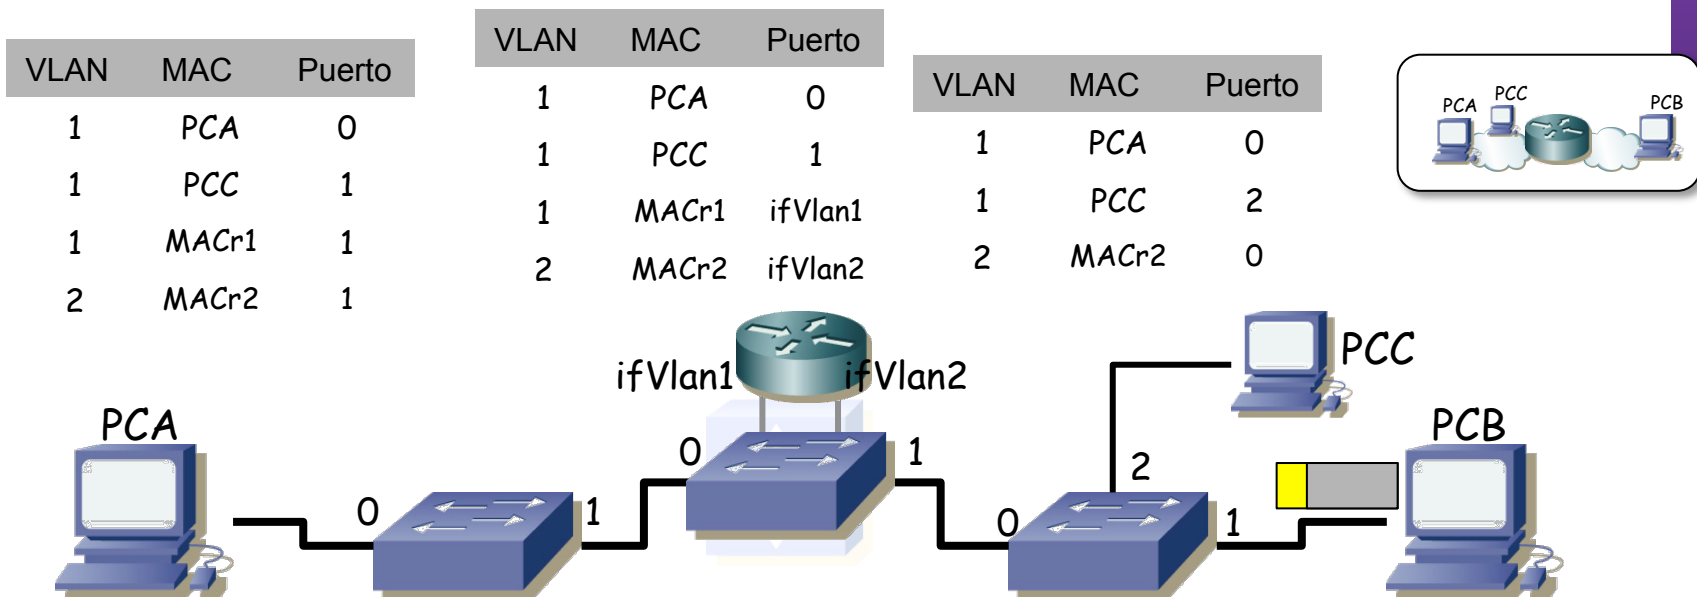 VLAN MAC Puerto
1 PCA 0
1 PCC 1
1 MACr1 1
2 MACr2 1
VLAN MAC Puerto
1 PCA 0
1 PCC 1
1 MACr1 ifVlan1
2 MACr2 ifVlan2
VLAN MAC Puerto
1 PCA 0
1 PCC 2
2 MACr2 0
PCA PCC PCB
ifVlan1 ifVlan2
PCC
PCA
PCB
0 1
0 1
0 2 1